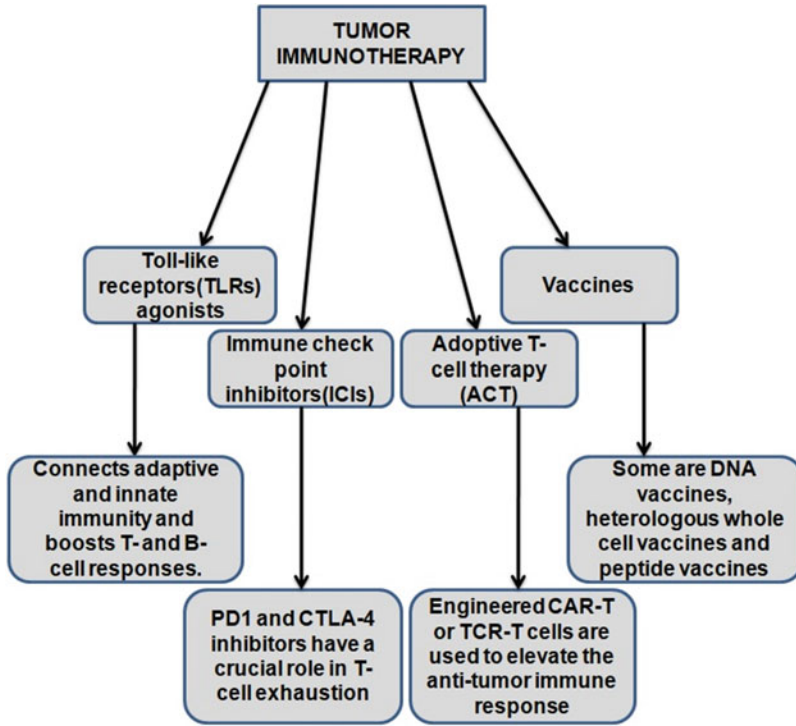 TUMOR
IMMUNOTHERAPY
Toll-like
receptors(TLRs)
agonists
Immune check
point
inhibitors(ICIs)
Adoptive T-
cell therapy
(ACT)
Vaccines
Connects adaptive
and innate
immunity and
boosts T- and B-
cell responses.
PD1 and CTLA-4
inhibitors have a
crucial role in T-
cell exhaustion
Engineered CAR-T
or TCR-T cells are
used to elevate the
anti-tumor immune
response
Some are DNA
vaccines,
heterologous whole
cell vaccines and
peptide vaccines